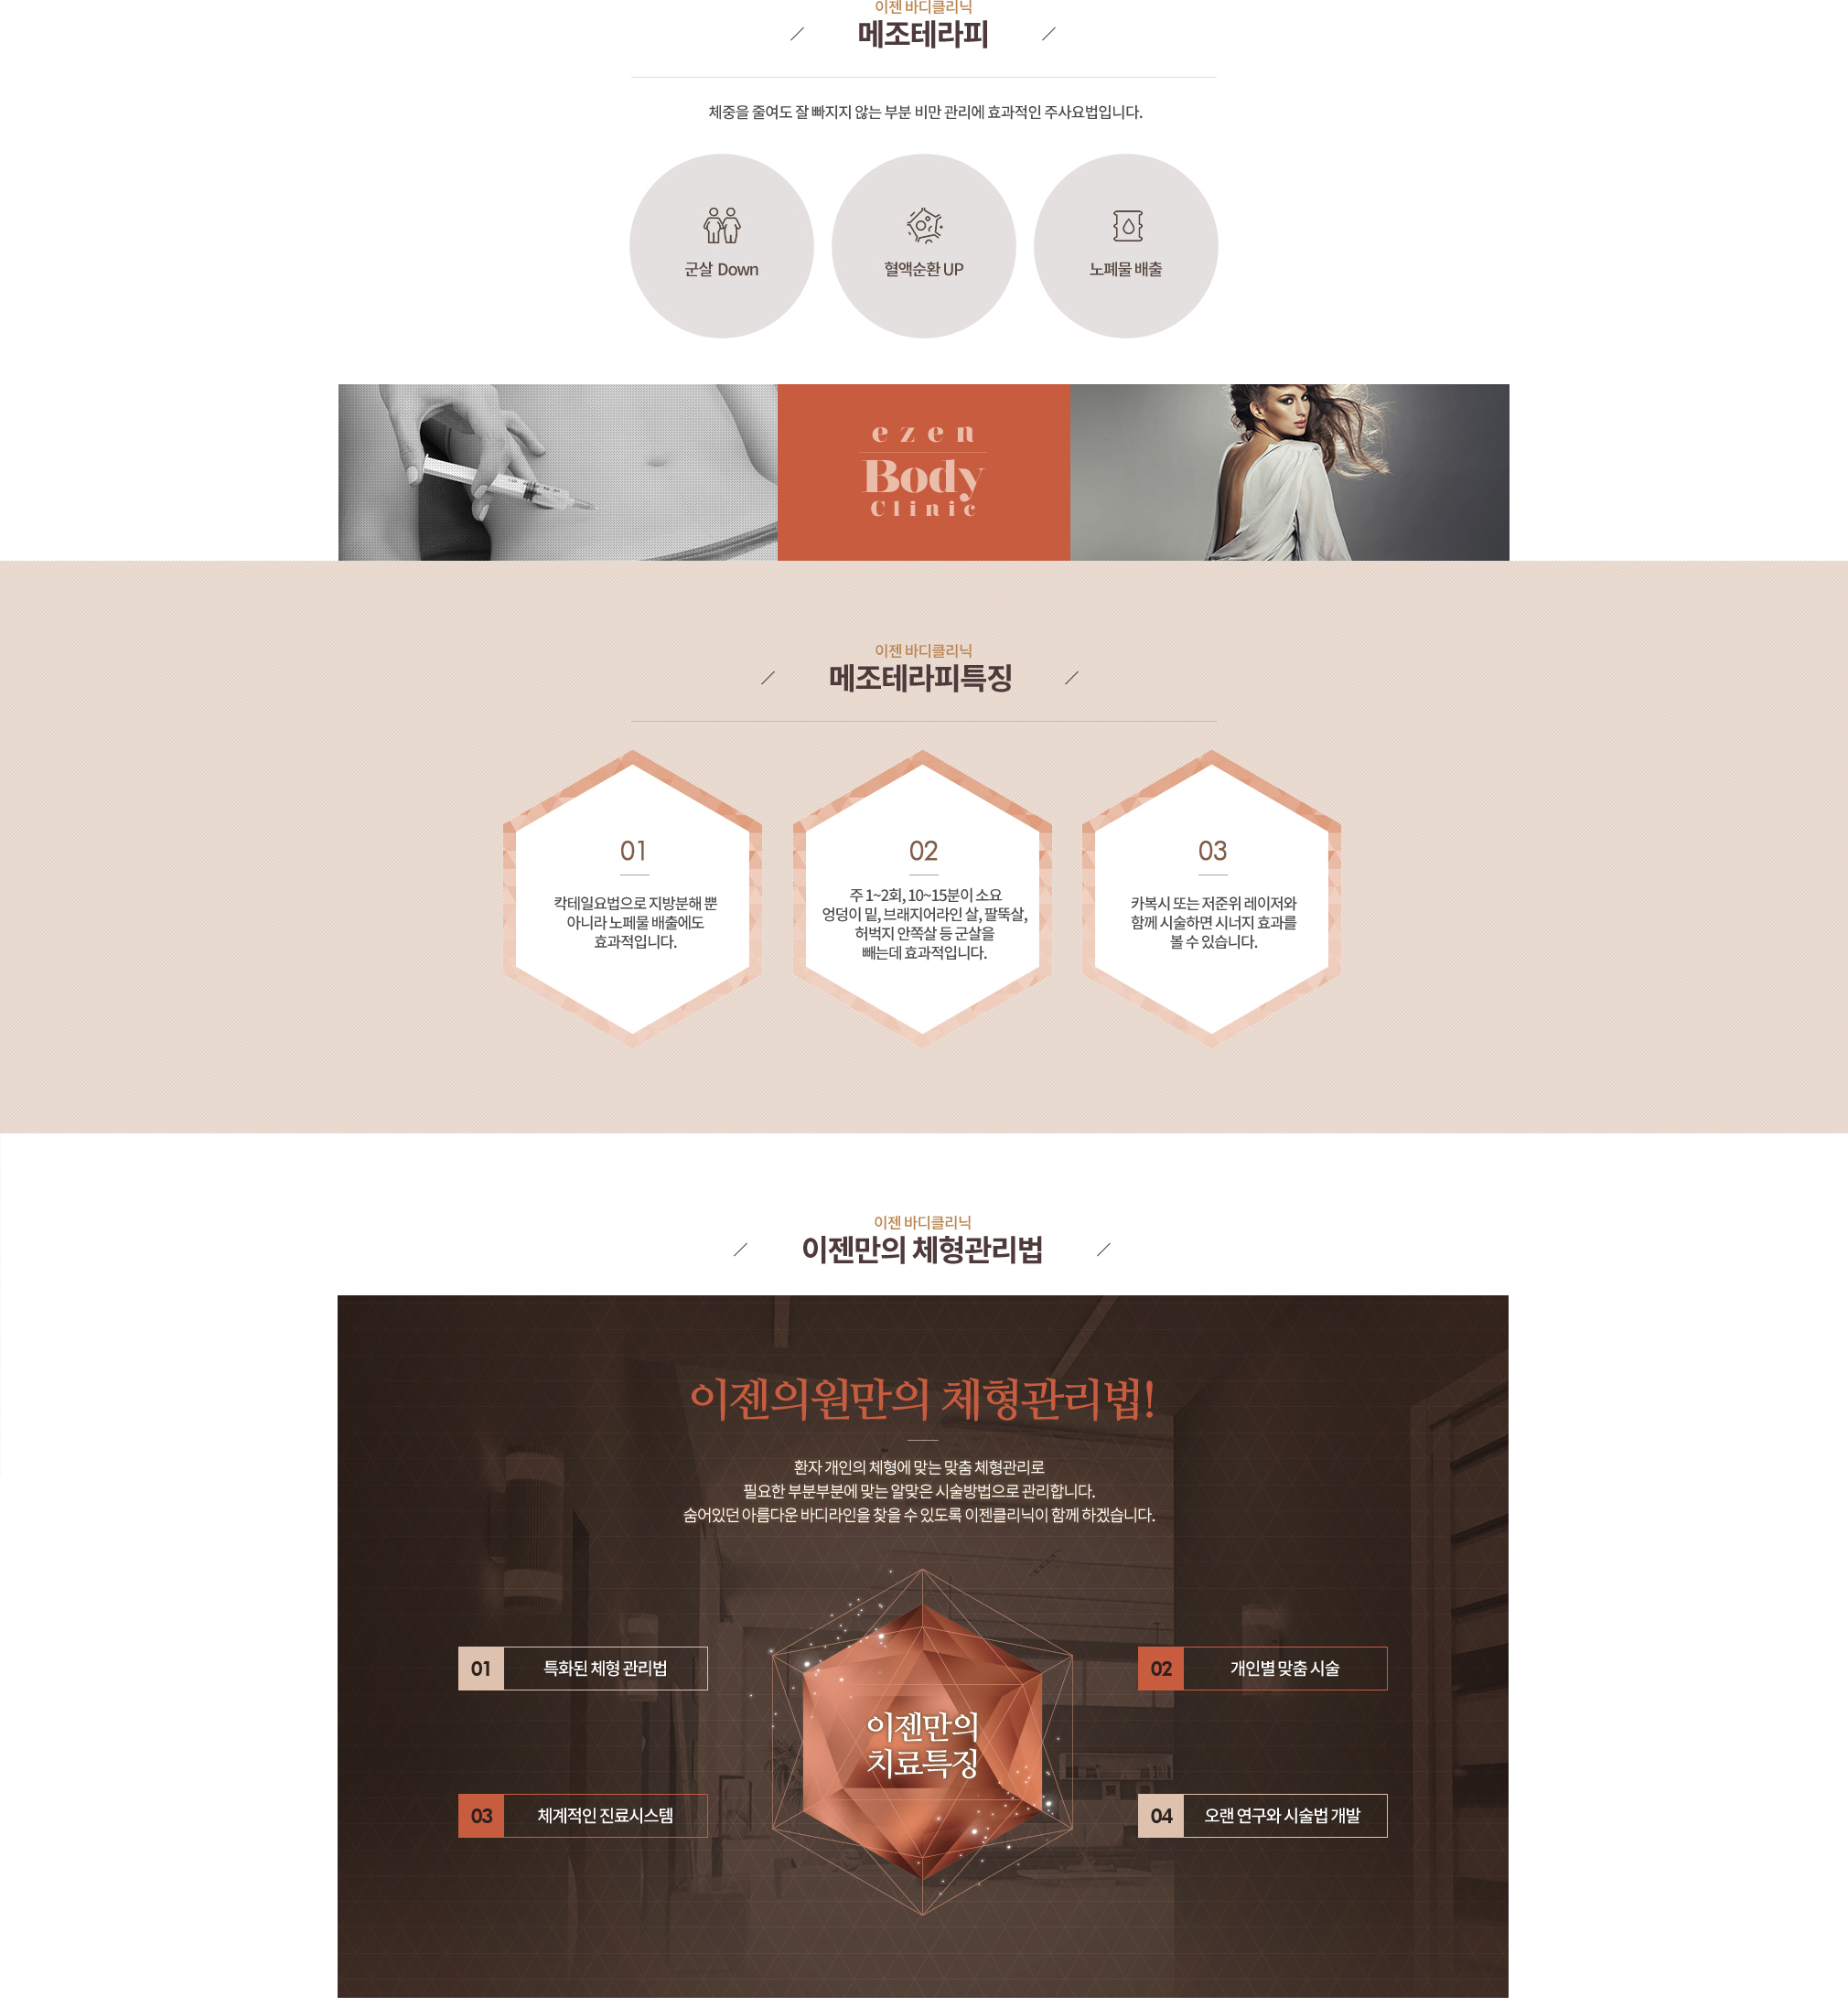 이젠 바디클리닉
메조테라피
체중을 줄여도 잘 빠지지 않는 부분 비만 관리에 효과적인 주사요법입니다.
군살 Down
혈액순환 UP
노폐물 배출
ezen
Body
Clinic
이젠 바디클리닉
메조테라피특징
01
칵테일요법으로 지방분해 뿐
아니라 노페물 배출에도
효과적입니다.
02
주 1~2회, 10~15분이 소요
엉덩이 밑, 브래지어라인 살, 팔뚝살,
허벅지 안쪽살 등 군살을
빼는데 효과적입니다.
03
카복시 또는 저준위 레이저와
함께 시술하면 시너지 효과를
볼 수 있습니다.
이젠 바디클리닉
이젠만의 체형관리법
이젠의원만의 체형관리법!
환자 개인의 체형에 맞는 맞춤 체형관리로
필요한 부분부분에 맞는 알맞은 시술방법으로 관리합니다.
숨어있던 아름다운 바디라인을 찾을 수 있도록 이젠클리닉이 함께 하겠습니다.
01 특화된 체형 관리법
02 개인별 맞춤 시술
이젠만의
치료특징
03 체계적인 진료시스템
04 오랜 연구와 시술법 개발